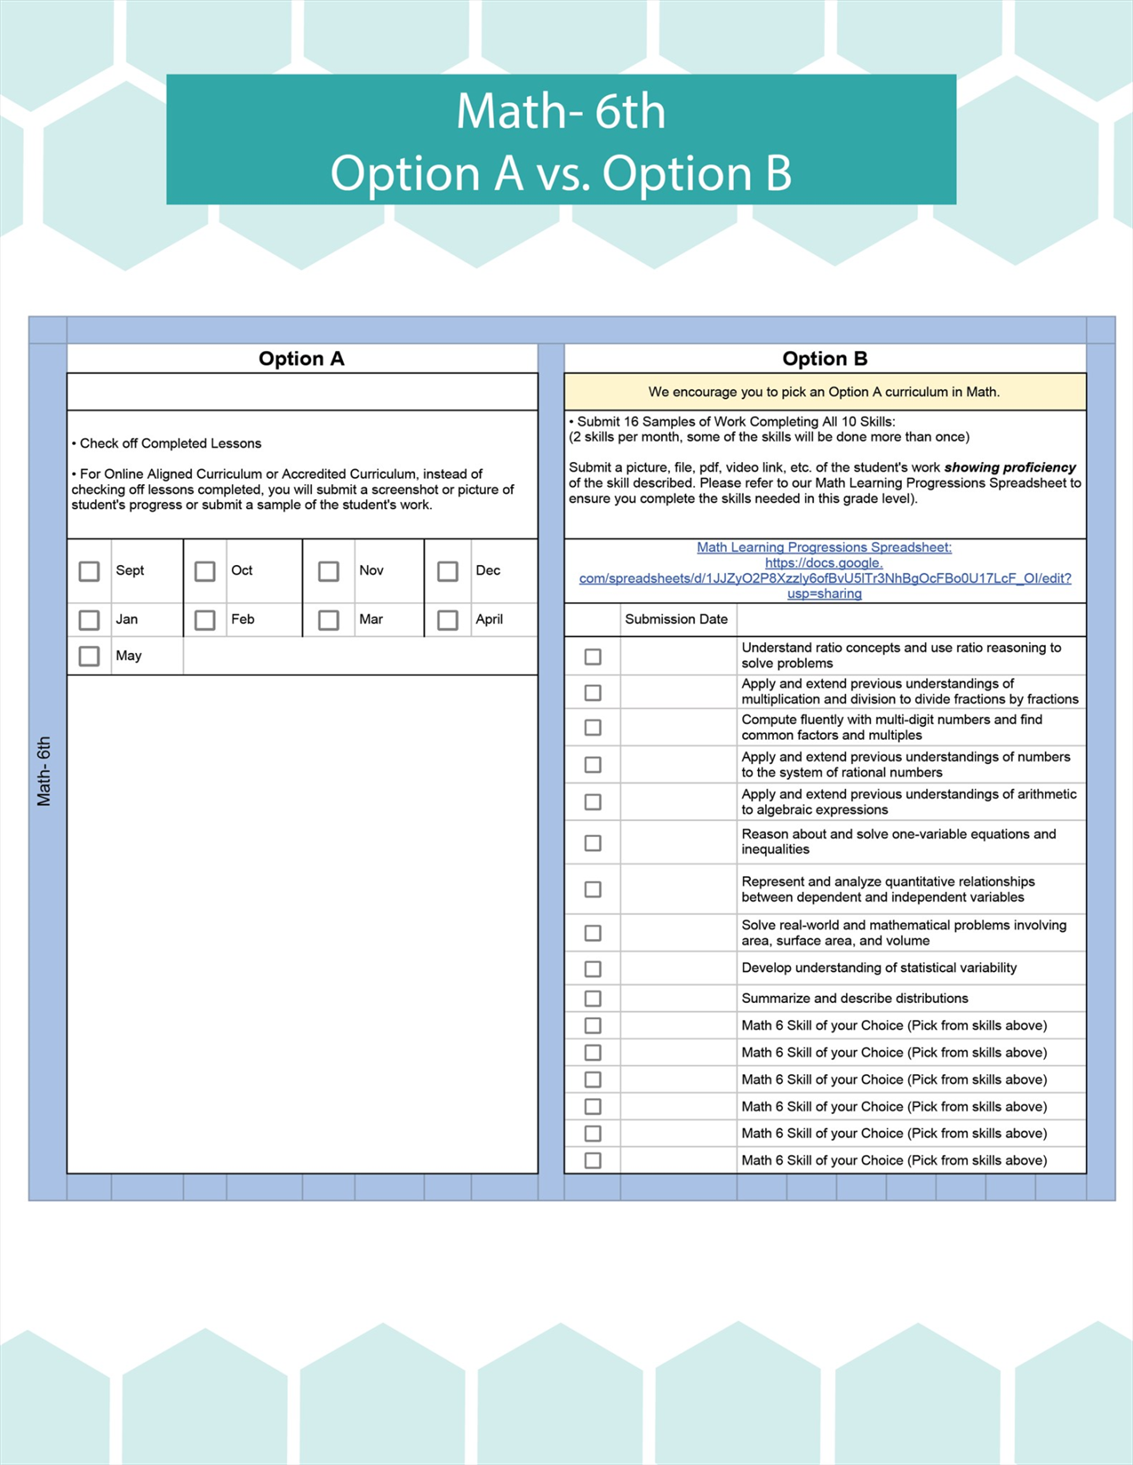 Math- 6th
Option A vs. Option B
Option A
• Check off Completed Lessons
• For Online Aligned Curriculum or Accredited Curriculum, instead of
checking off lessons completed, you will submit a screenshot or picture of
student's progress or submit a sample of the student's work.
Sept
Oct
Nov
Dec
Jan
Feb
Mar
April
May
Math- 6th
Option B
We encourage you to pick an Option A curriculum in Math.
• Submit 16 Samples of Work Completing All 10 Skills:
(2 skills per month, some of the skills will be done more than once)
Submit a picture, file, pdf, video link, etc. of the student's work showing proficiency
of the skill described. Please refer to our Math Learning Progressions Spreadsheet to
ensure you complete the skills needed in this grade level).
Math Learning Progressions Spreadsheet:
https://docs.google.
com/spreadsheets/d/1JJZyO2P8Xzzly6ofBvU5lTr3NhBgOcFBo0U17LcF_OI/edit?
usp=sharing
Submission Date
Understand ratio concepts and use ratio reasoning to
solve problems
Apply and extend previous understandings of
multiplication and division to divide fractions by fractions
Compute fluently with multi-digit numbers and find
common factors and multiples
Apply and extend previous understandings of numbers
to the system of rational numbers
Apply and extend previous understandings of arithmetic
to algebraic expressions
Reason about and solve one-variable equations and
inequalities
Represent and analyze quantitative relationships
between dependent and independent variables
Solve real-world and mathematical problems involving
area, surface area, and volume
Develop understanding of statistical variability
Summarize and describe distributions
Math 6 Skill of your Choice (Pick from skills above)
Math 6 Skill of your Choice (Pick from skills above)
Math 6 Skill of your Choice (Pick from skills above)
Math 6 Skill of your Choice (Pick from skills above)
Math 6 Skill of your Choice (Pick from skills above)
Math 6 Skill of your Choice (Pick from skills above)